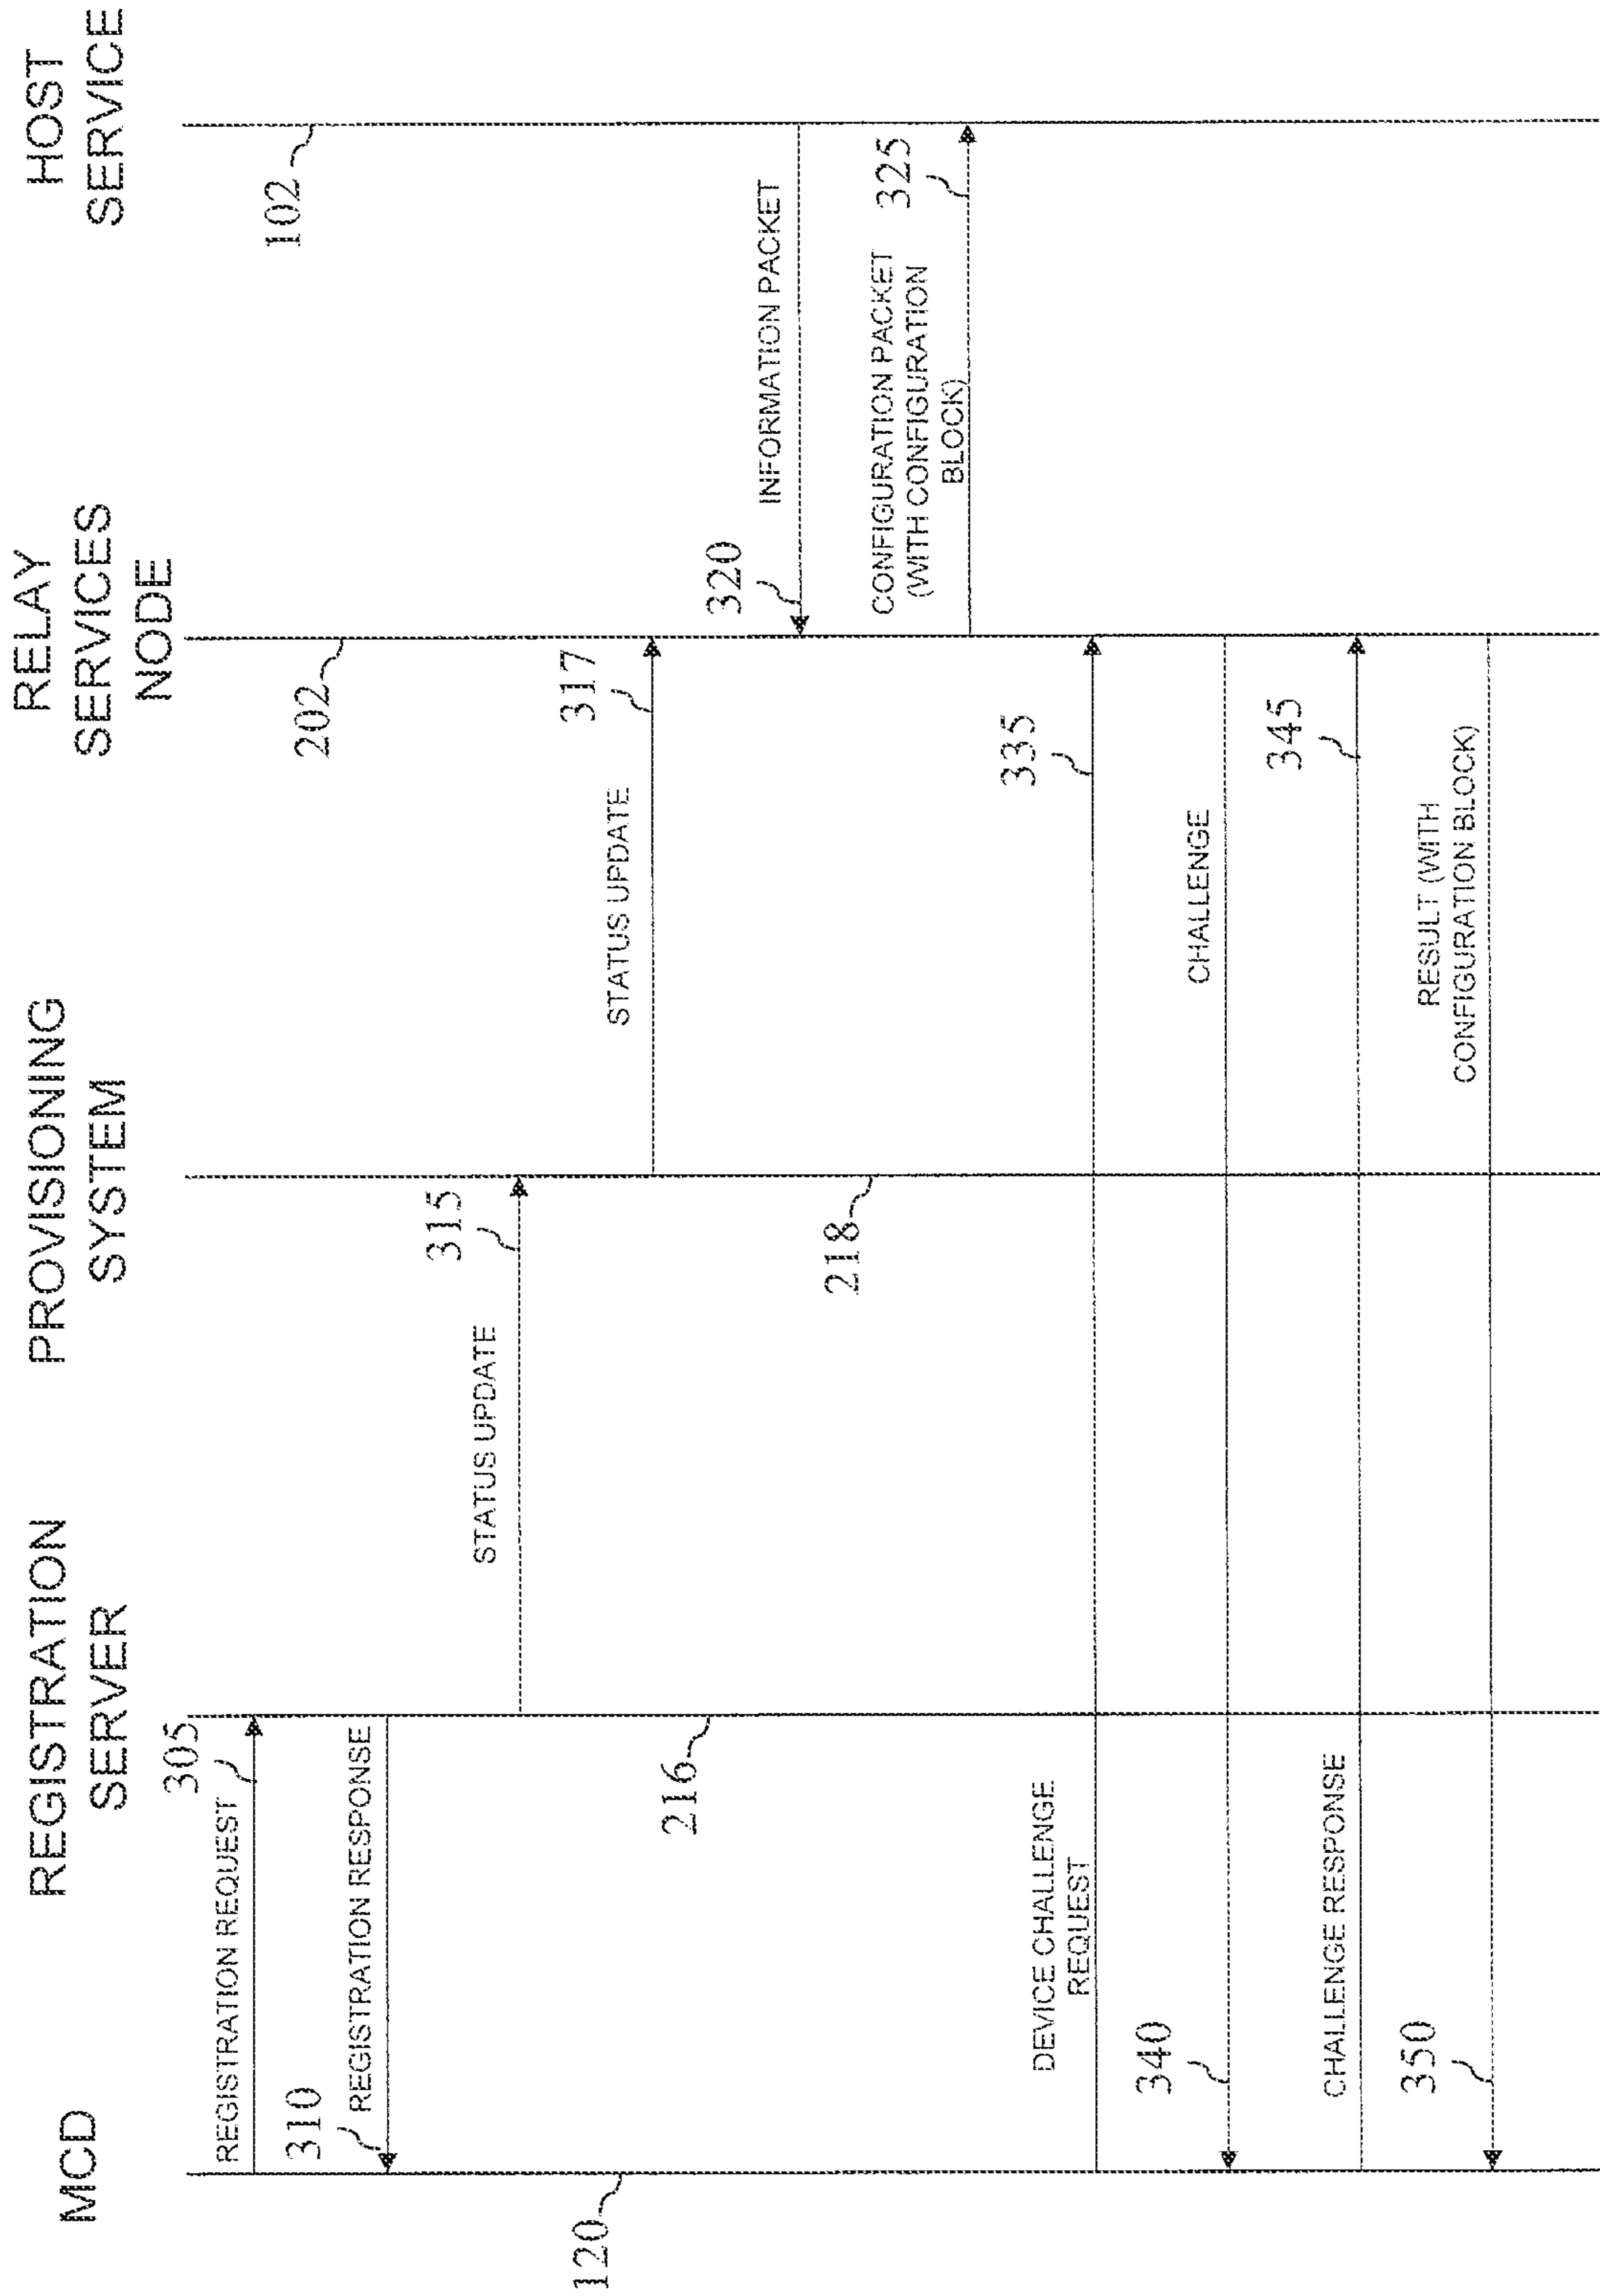 MCD
REGISTRATION
SERVER
PROVISIONING
SYSTEM
RELAY
SERVICES
NODE
HOST
SERVICE
305
REGISTRATION REQUEST
310
REGISTRATION RESPONSE
102
202
315
STATUS UPDATE
317
STATUS UPDATE
120
216
218
320
INFORMATION PACKET
CONFIGURATION PACKET
(WITH CONFIGURATION
BLOCK)
325
DEVICE CHALLENGE
REQUEST
335
340
CHALLENGE
CHALLENGE RESPONSE
345
350
RESULT (WITH
CONFIGURATION BLOCK)